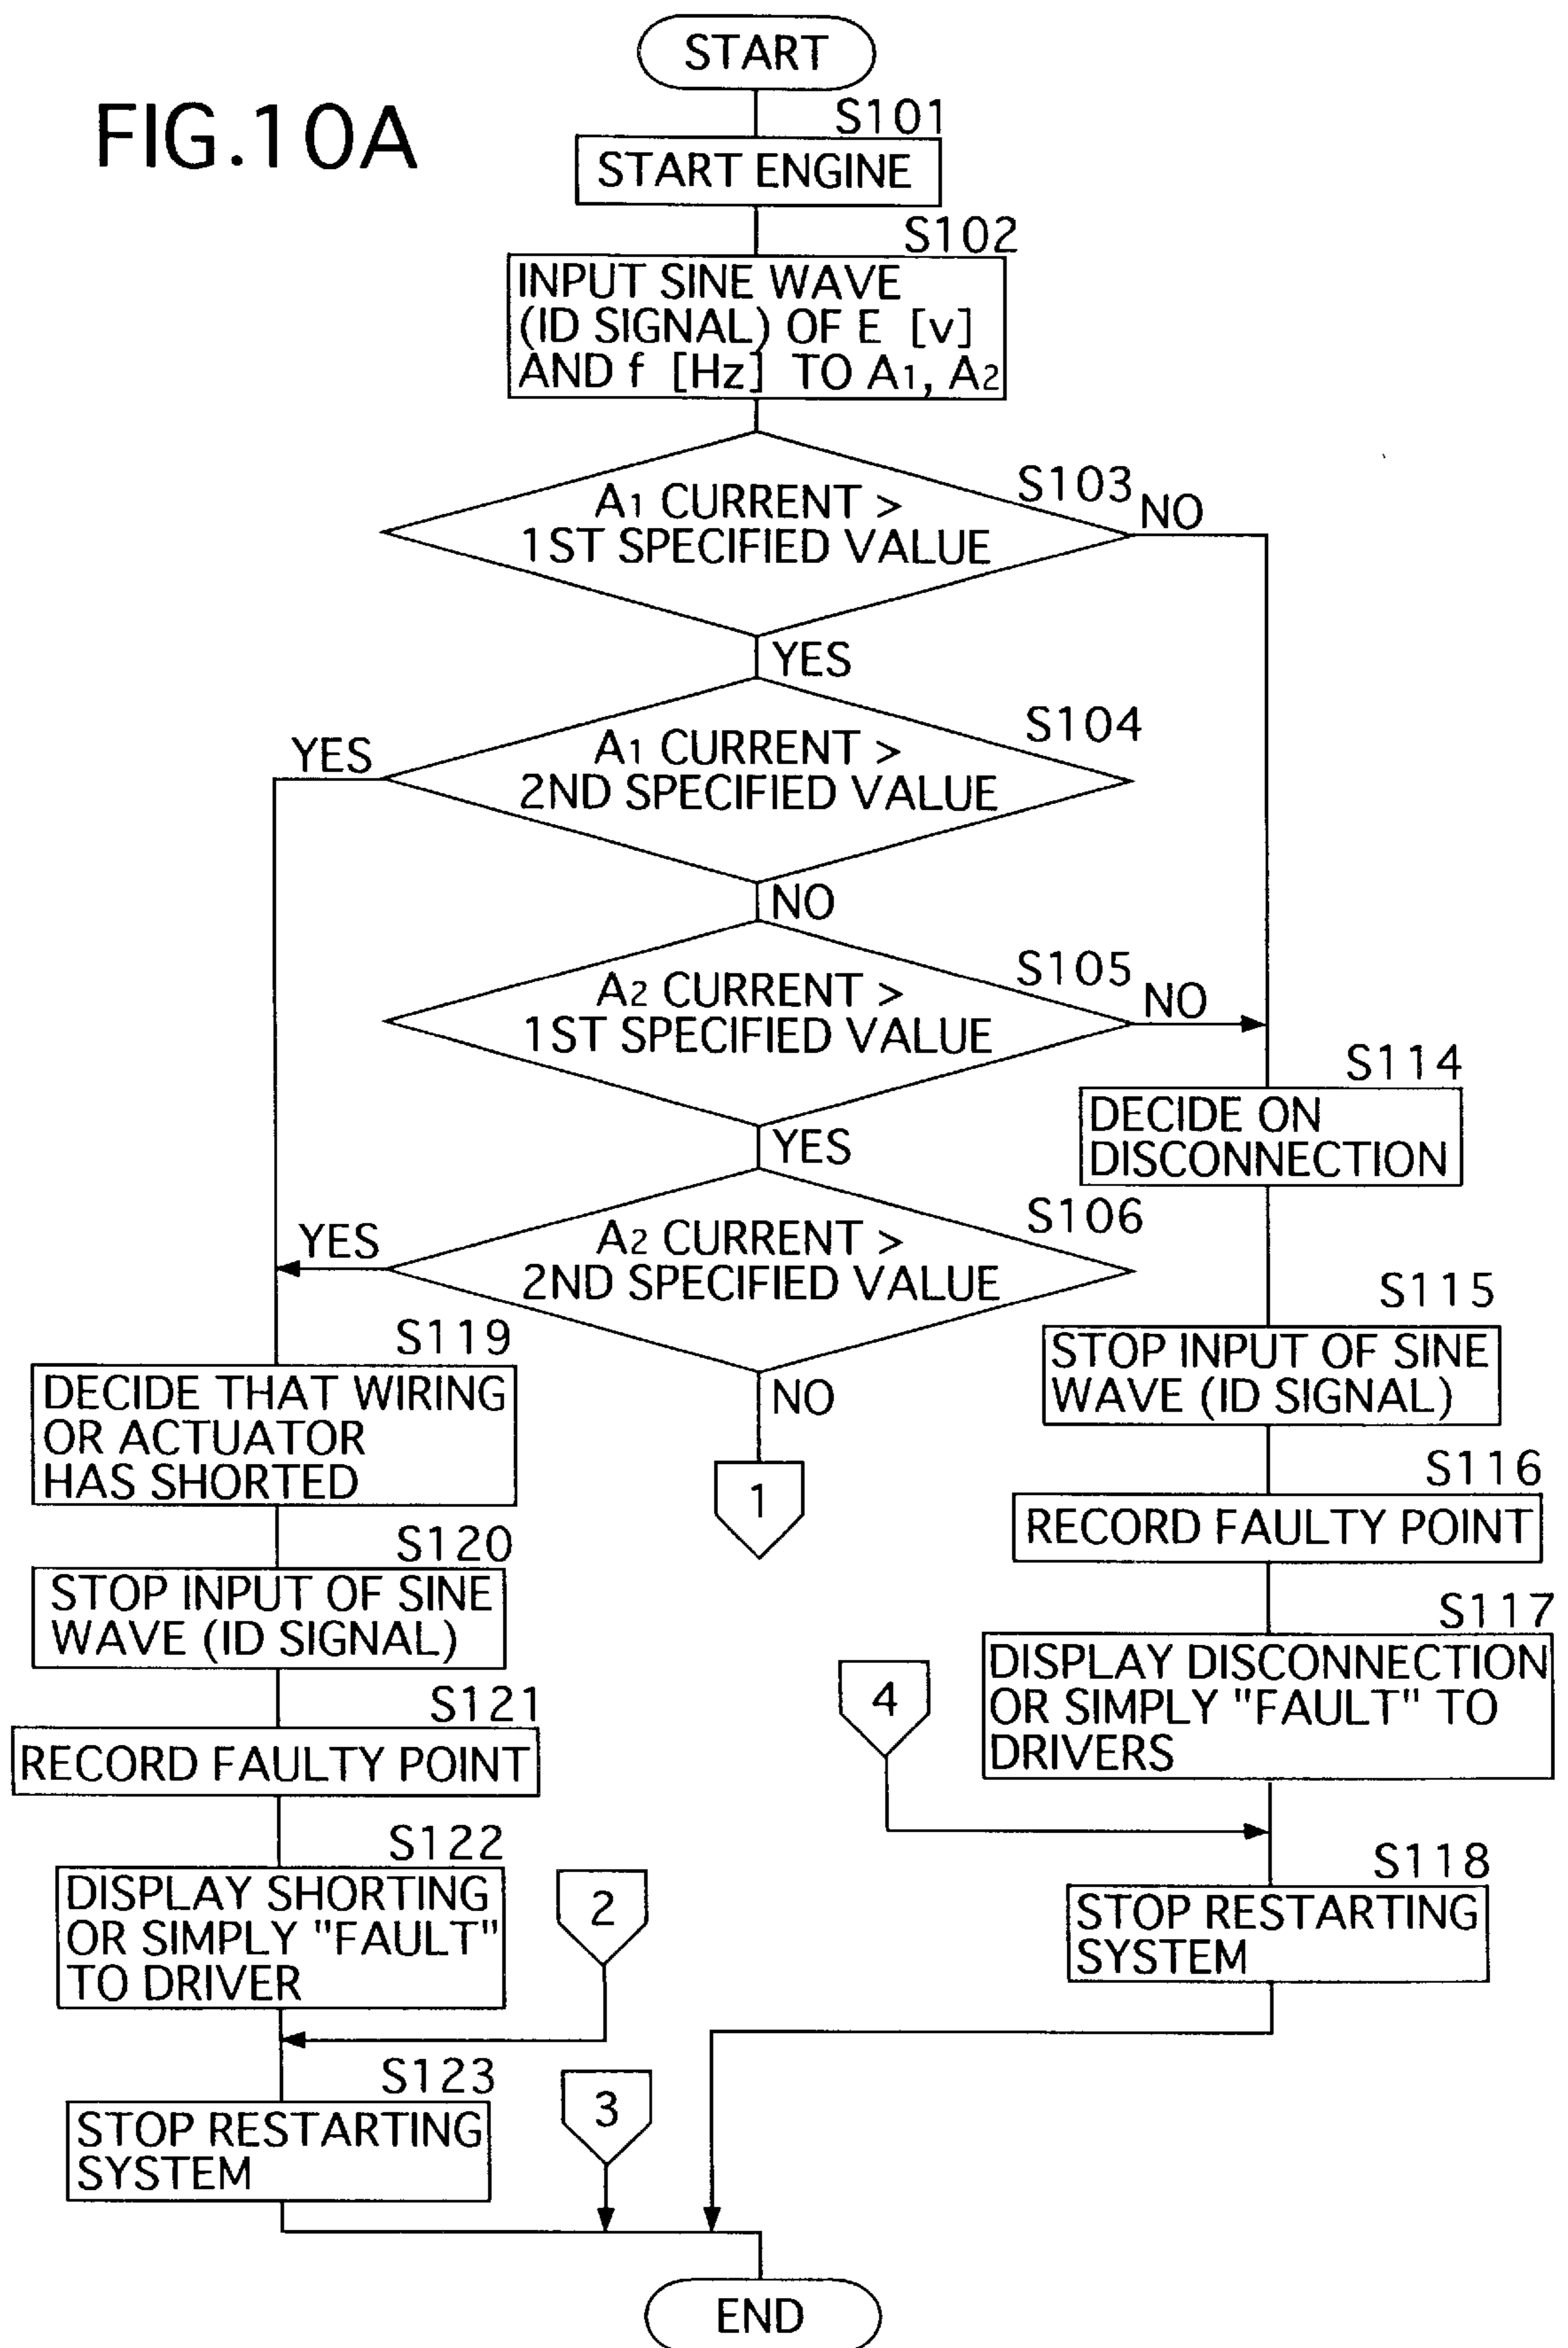 FIG.10A
START
S101
START ENGINE
S102
INPUT SINE WAVE
(ID SIGNAL) OF E [v]
AND f [Hz] TO A1, A2
S103
A1 CURRENT >
1ST SPECIFIED VALUE
NO
YES
S104
A1 CURRENT >
2ND SPECIFIED VALUE
YES
NO
S105
A2 CURRENT >
1ST SPECIFIED VALUE
NO
YES
S106
A2 CURRENT >
2ND SPECIFIED VALUE
YES
NO
1
S114
DECIDE ON
DISCONNECTION
S115
STOP INPUT OF SINE
WAVE (ID SIGNAL)
S116
RECORD FAULTY POINT
S117
DISPLAY DISCONNECTION
OR SIMPLY "FAULT" TO
DRIVERS
4
S118
STOP RESTARTING
SYSTEM
S119
DECIDE THAT WIRING
OR ACTUATOR
HAS SHORTED
S120
STOP INPUT OF SINE
WAVE (ID SIGNAL)
S121
RECORD FAULTY POINT
S122
DISPLAY SHORTING
OR SIMPLY "FAULT"
TO DRIVER
2
S123
STOP RESTARTING
SYSTEM
3
END